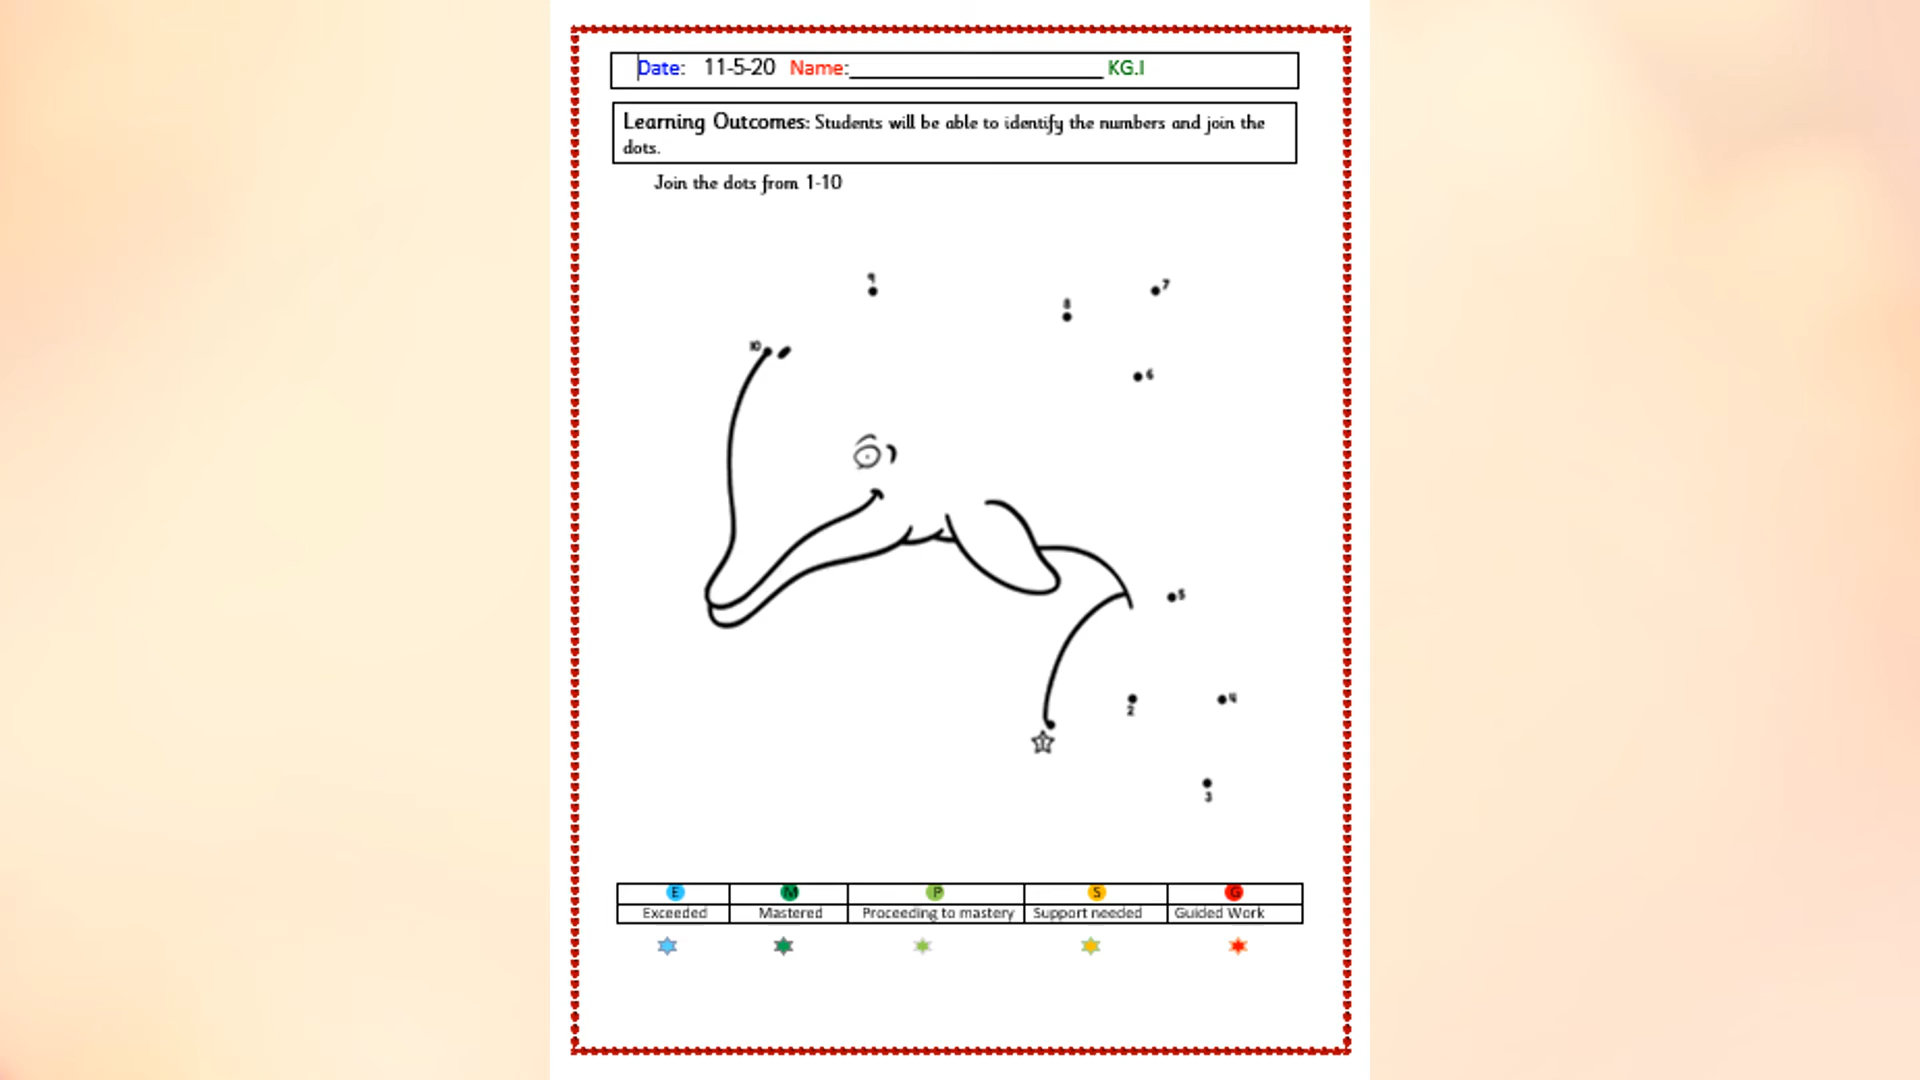 Date: 11-5-20 Name:______________________ KG.I
Learning Outcomes: Students will be able to identify the numbers and join the
dots.
Join the dots from 1-10
9
7
8
10
6
5
4
2
1
3
E M P S G
Exceeded Mastered Proceeding to mastery Support needed Guided Work